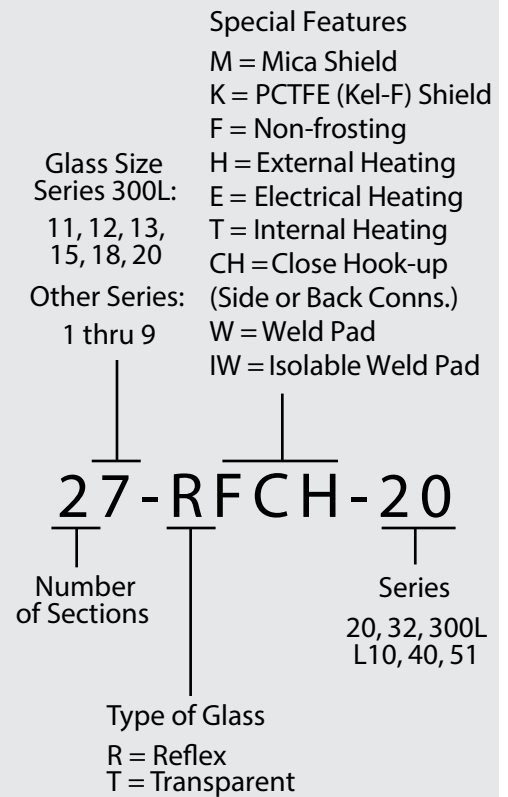 Special Features
M = Mica Shield
K = PCTFE (Kel-F) Shield
F = Non-frosting
H = External Heating
E = Electrical Heating
T = Internal Heating
CH = Close Hook-up
(Side or Back Conns.)
W = Weld Pad
IW = Isolable Weld Pad
Glass Size
Series 300L:
11, 12, 13,
15, 18, 20
Other Series:
1 thru 9
27-RFCH-20
Number
of Sections
Series
20, 32, 300L
L10, 40, 51
Type of Glass
R = Reflex
T = Transparent